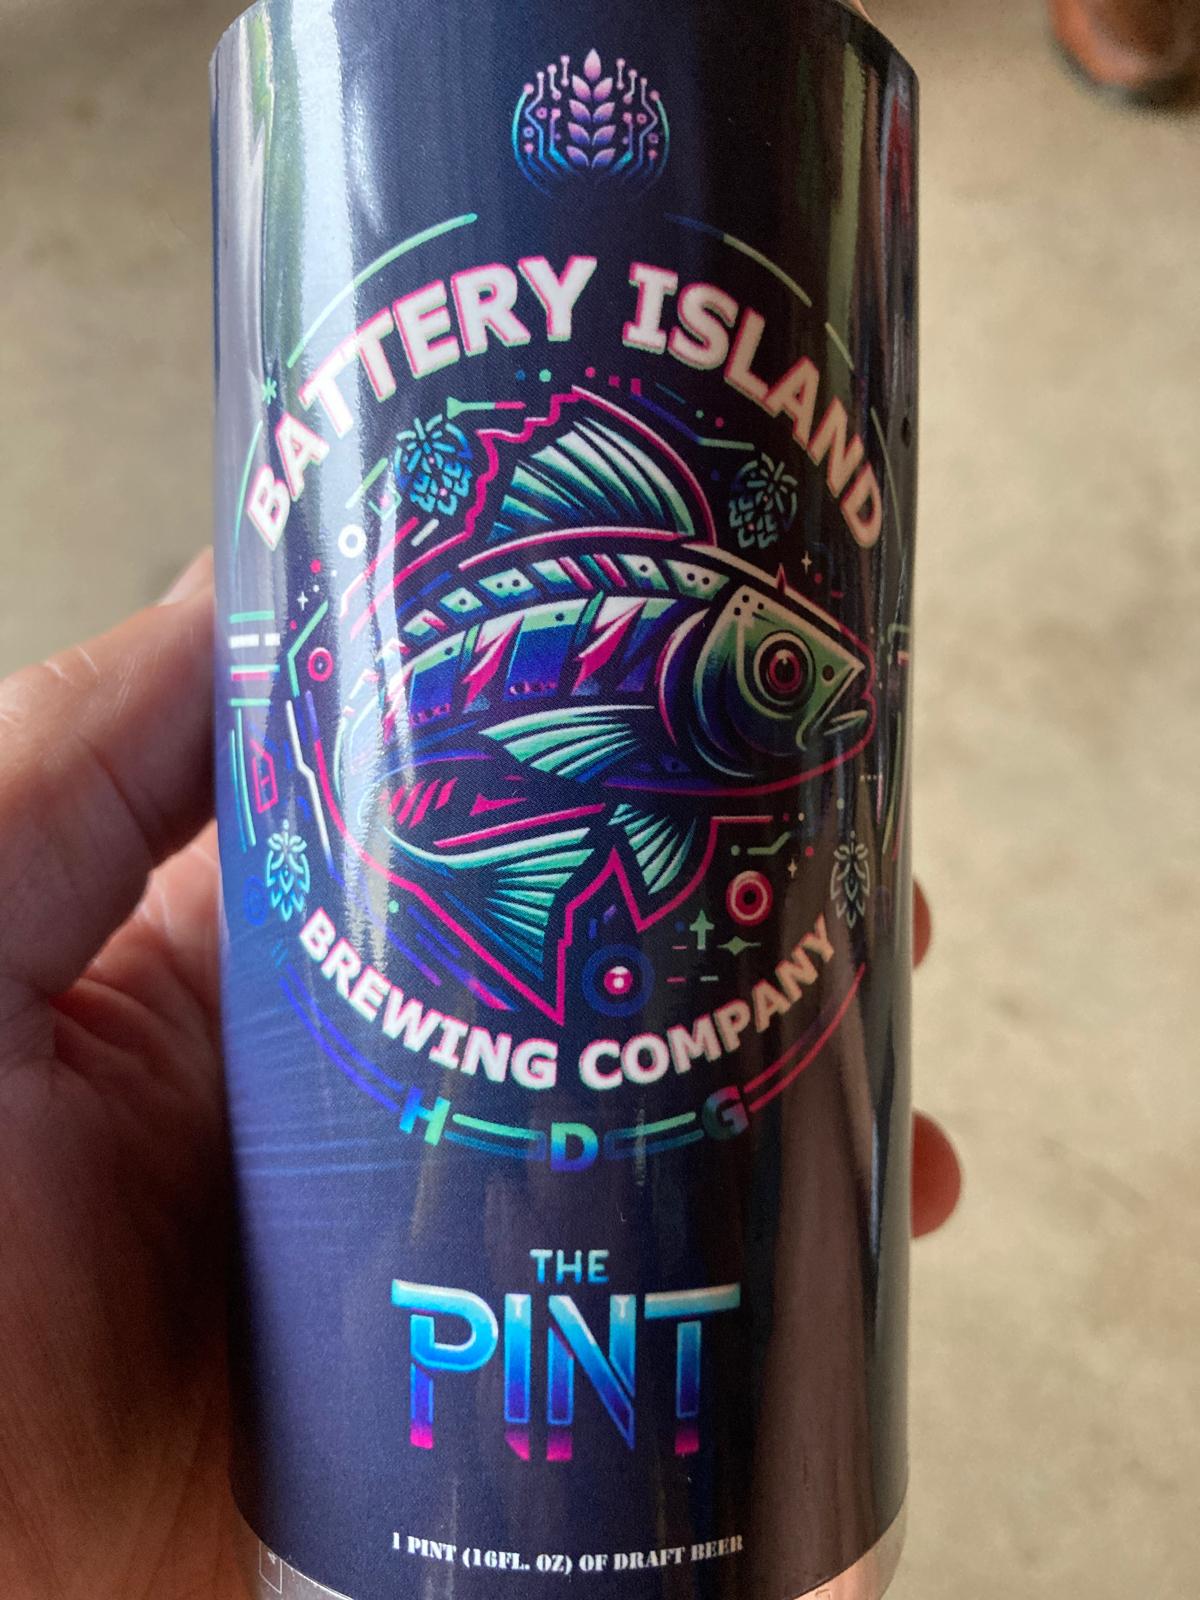 BATTERY ISLAND
BREWING COMPANY
H D G
THE
PINT
1 PINT (16FL. OZ) OF DRAFT BEER